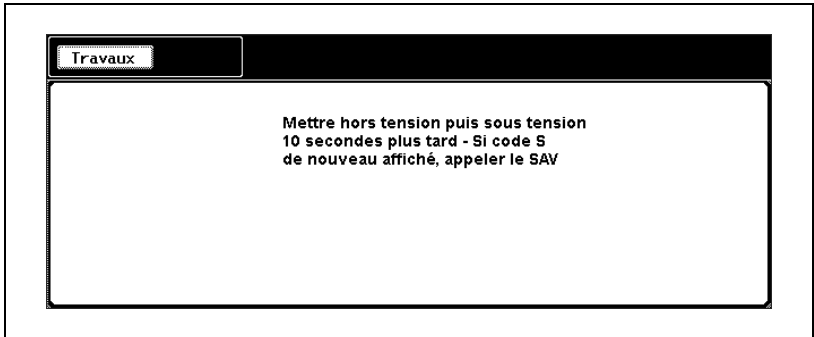 Travaux
Mettre hors tension puis sous tension
10 secondes plus tard - Si code S
de nouveau affiché, appeler le SAV